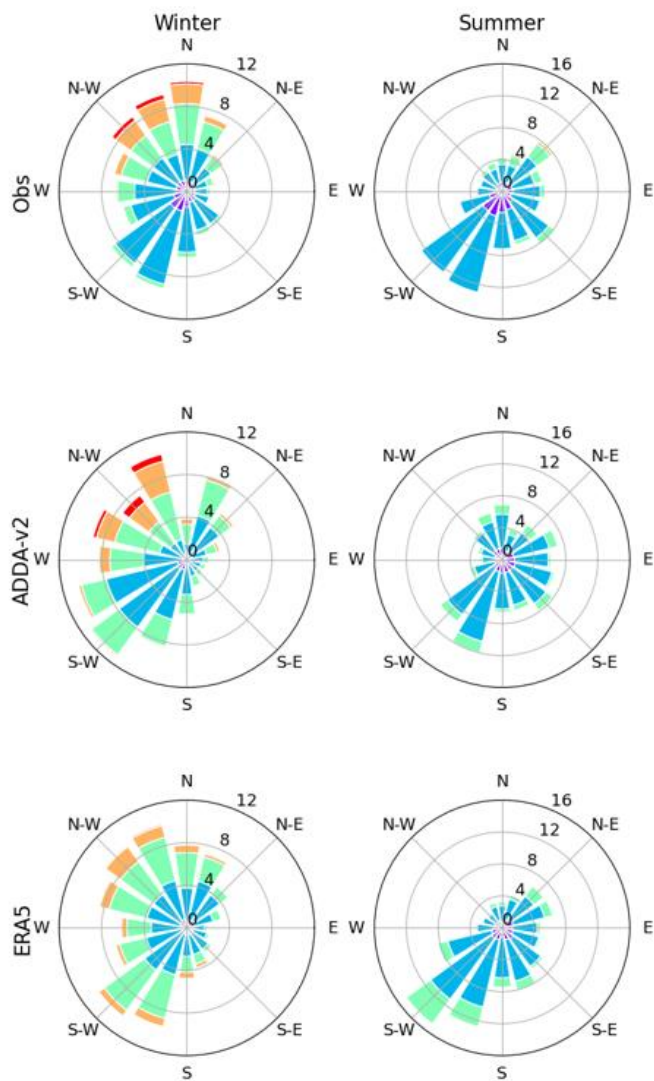 Winter Summer
N N
12 16
N-W N-E N-W N-E
8 12
8
4 4
Obs W 0 E W 0 E
S-W S-E S-W S-E
S S
N N
12 16
N-W N-E N-W N-E
8 12
8
4 4
ADDA-v2 W 0 E W 0 E
S-W S-E S-W S-E
S S
N N
12 16
N-W N-E N-W N-E
8 12
8
4 4
ERA5 W 0 E W 0 E
S-W S-E S-W S-E
S S